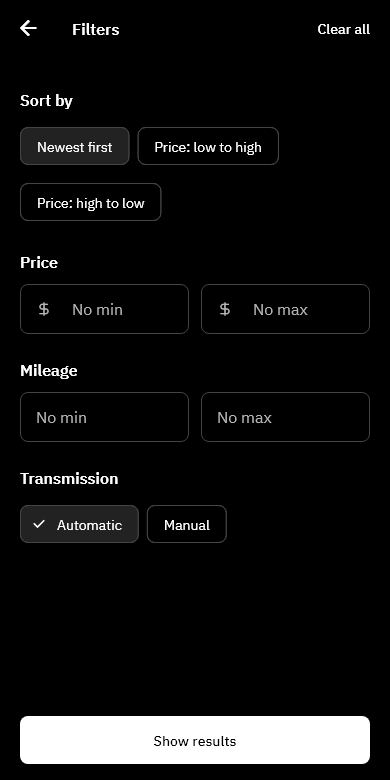 Filters Clear all
Sort by
Newest first Price: low to high
Price: high to low
Price
$ No min $ No max
Mileage
No min No max
Transmission
Automatic Manual
Show results